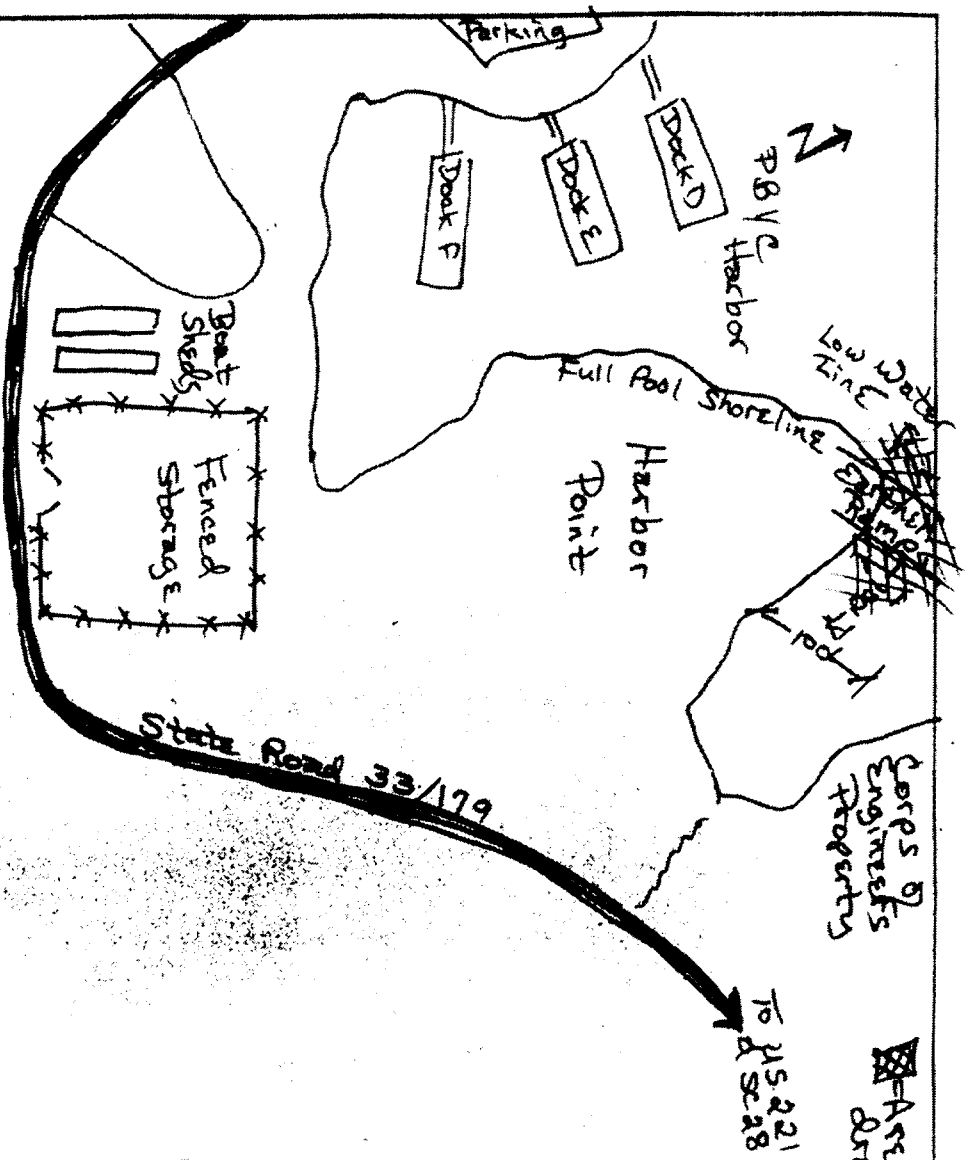 Parking
Dock D
Dock E
Dock F
N
PBYC
Harbor
Low Water
Line
Full Pool Shoreline
Harbor
Point
Boat
Sheds
Fenced
Storage
State Road 33/179
Corps of
Engineers
Property
To US.221
& SC.28